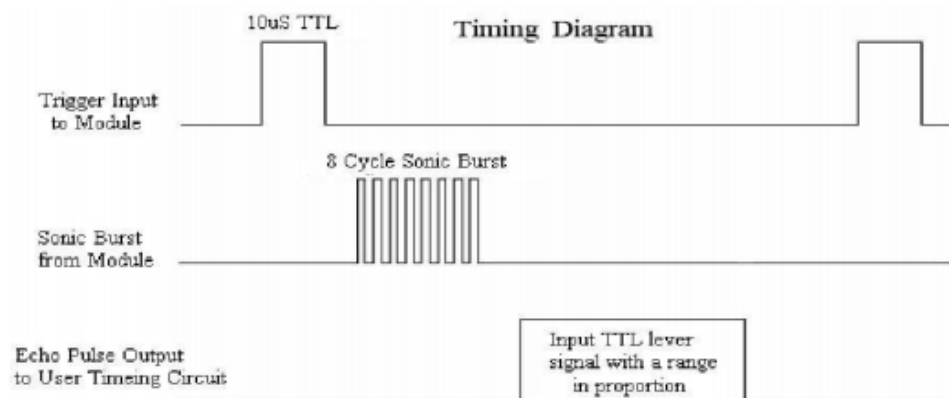 10uS TTL
Timing Diagram
Trigger Input
to Module
8 Cycle Sonic Burst
Sonic Burst
from Module
Echo Pulse Output
to User Timeing Circuit
Input TTL lever
signal with a range
in proportion